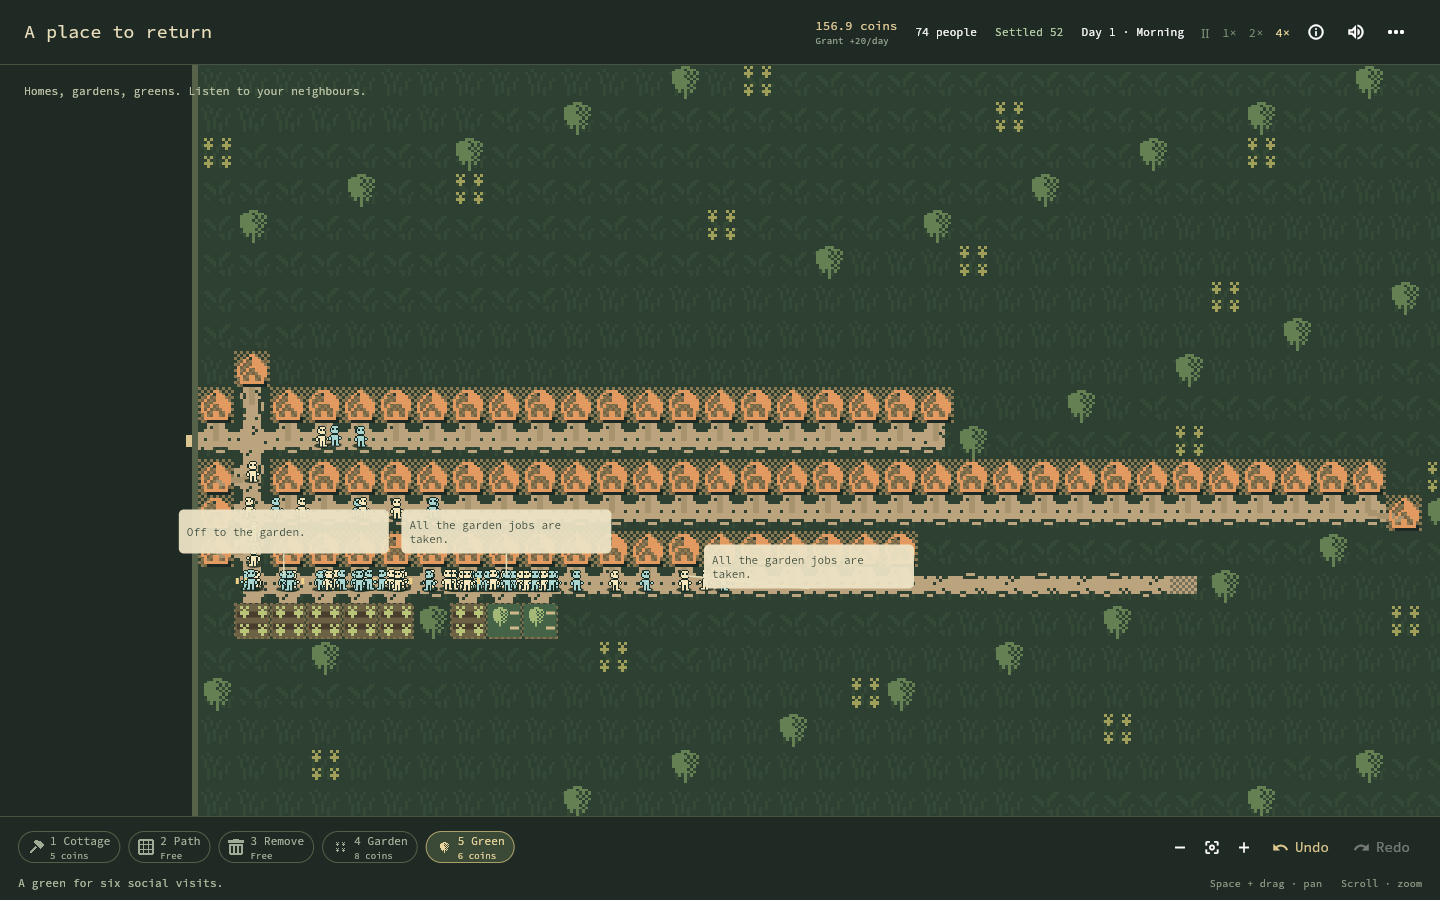 A place to return
156.9 coins
Grant +20/day
74 people
Settled 52
Day 1 · Morning
1×
2×
4×
Homes, gardens, greens. Listen to your neighbours.
Off to the garden.
All the garden jobs are
taken.
All the garden jobs are
taken.
1 Cottage
5 coins
2 Path
Free
3 Remove
Free
4 Garden
8 coins
5 Green
6 coins
Undo
Redo
A green for six social visits.
Space + drag · pan
Scroll · zoom